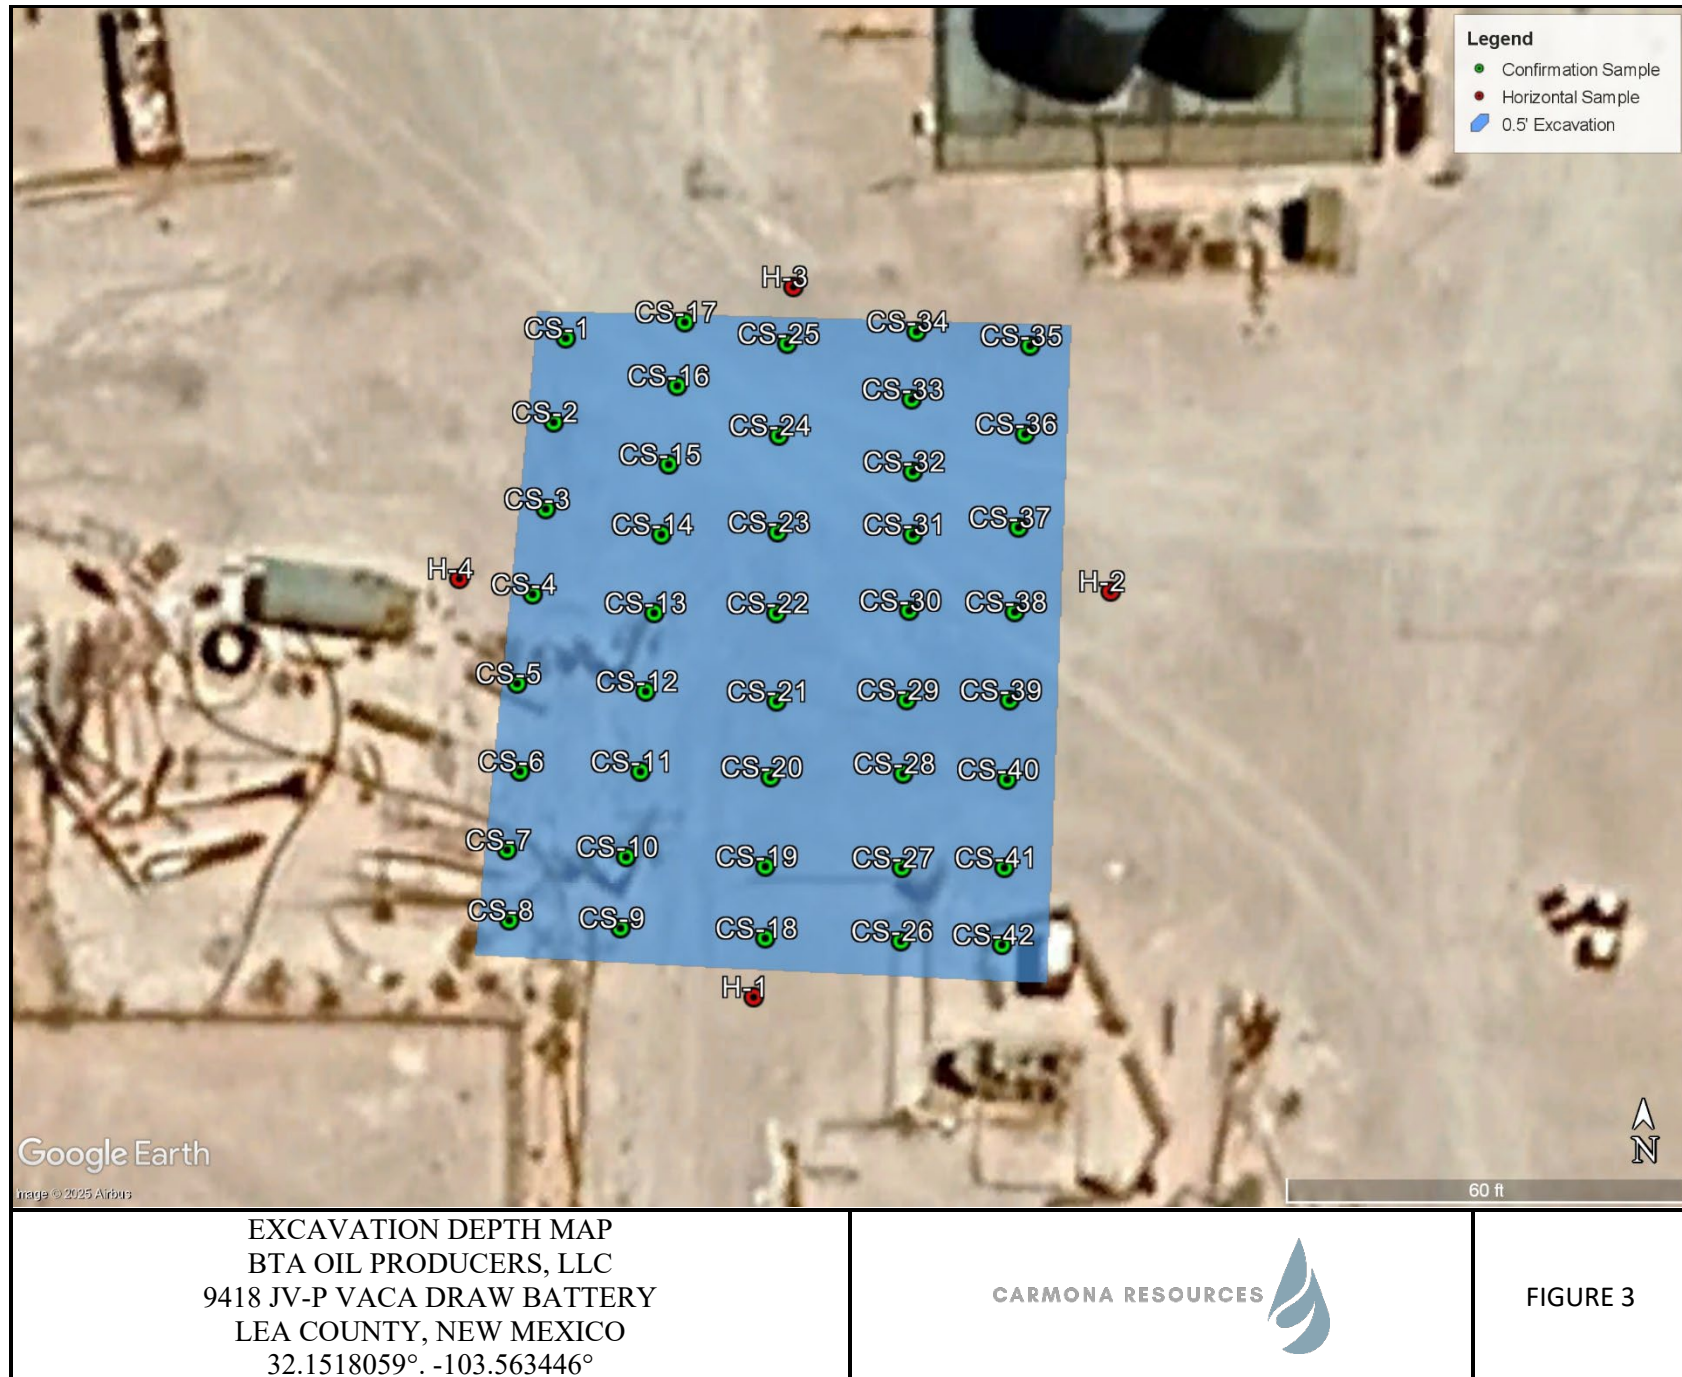 Legend
Confirmation Sample
Horizontal Sample
0.5' Excavation
H-3
CS-17
CS-1
CS-25
CS-34
CS-35
CS-16
CS-33
CS-2
CS-24
CS-36
CS-15
CS-32
CS-3
CS-14
CS-23
CS-31
CS-37
H-4
CS-4
CS-13
CS-22
CS-30
CS-38
H-2
CS-5
CS-12
CS-21
CS-29
CS-39
CS-6
CS-11
CS-20
CS-28
CS-40
CS-7
CS-10
CS-19
CS-27
CS-41
CS-8
CS-9
CS-18
CS-26
CS-42
H-1
N
Google Earth
Image © 2025 Airbus
60 ft
EXCAVATION DEPTH MAP
BTA OIL PRODUCERS, LLC
9418 JV-P VACA DRAW BATTERY
LEA COUNTY, NEW MEXICO
32.1518059°. -103.563446°
CARMONA RESOURCES
FIGURE 3